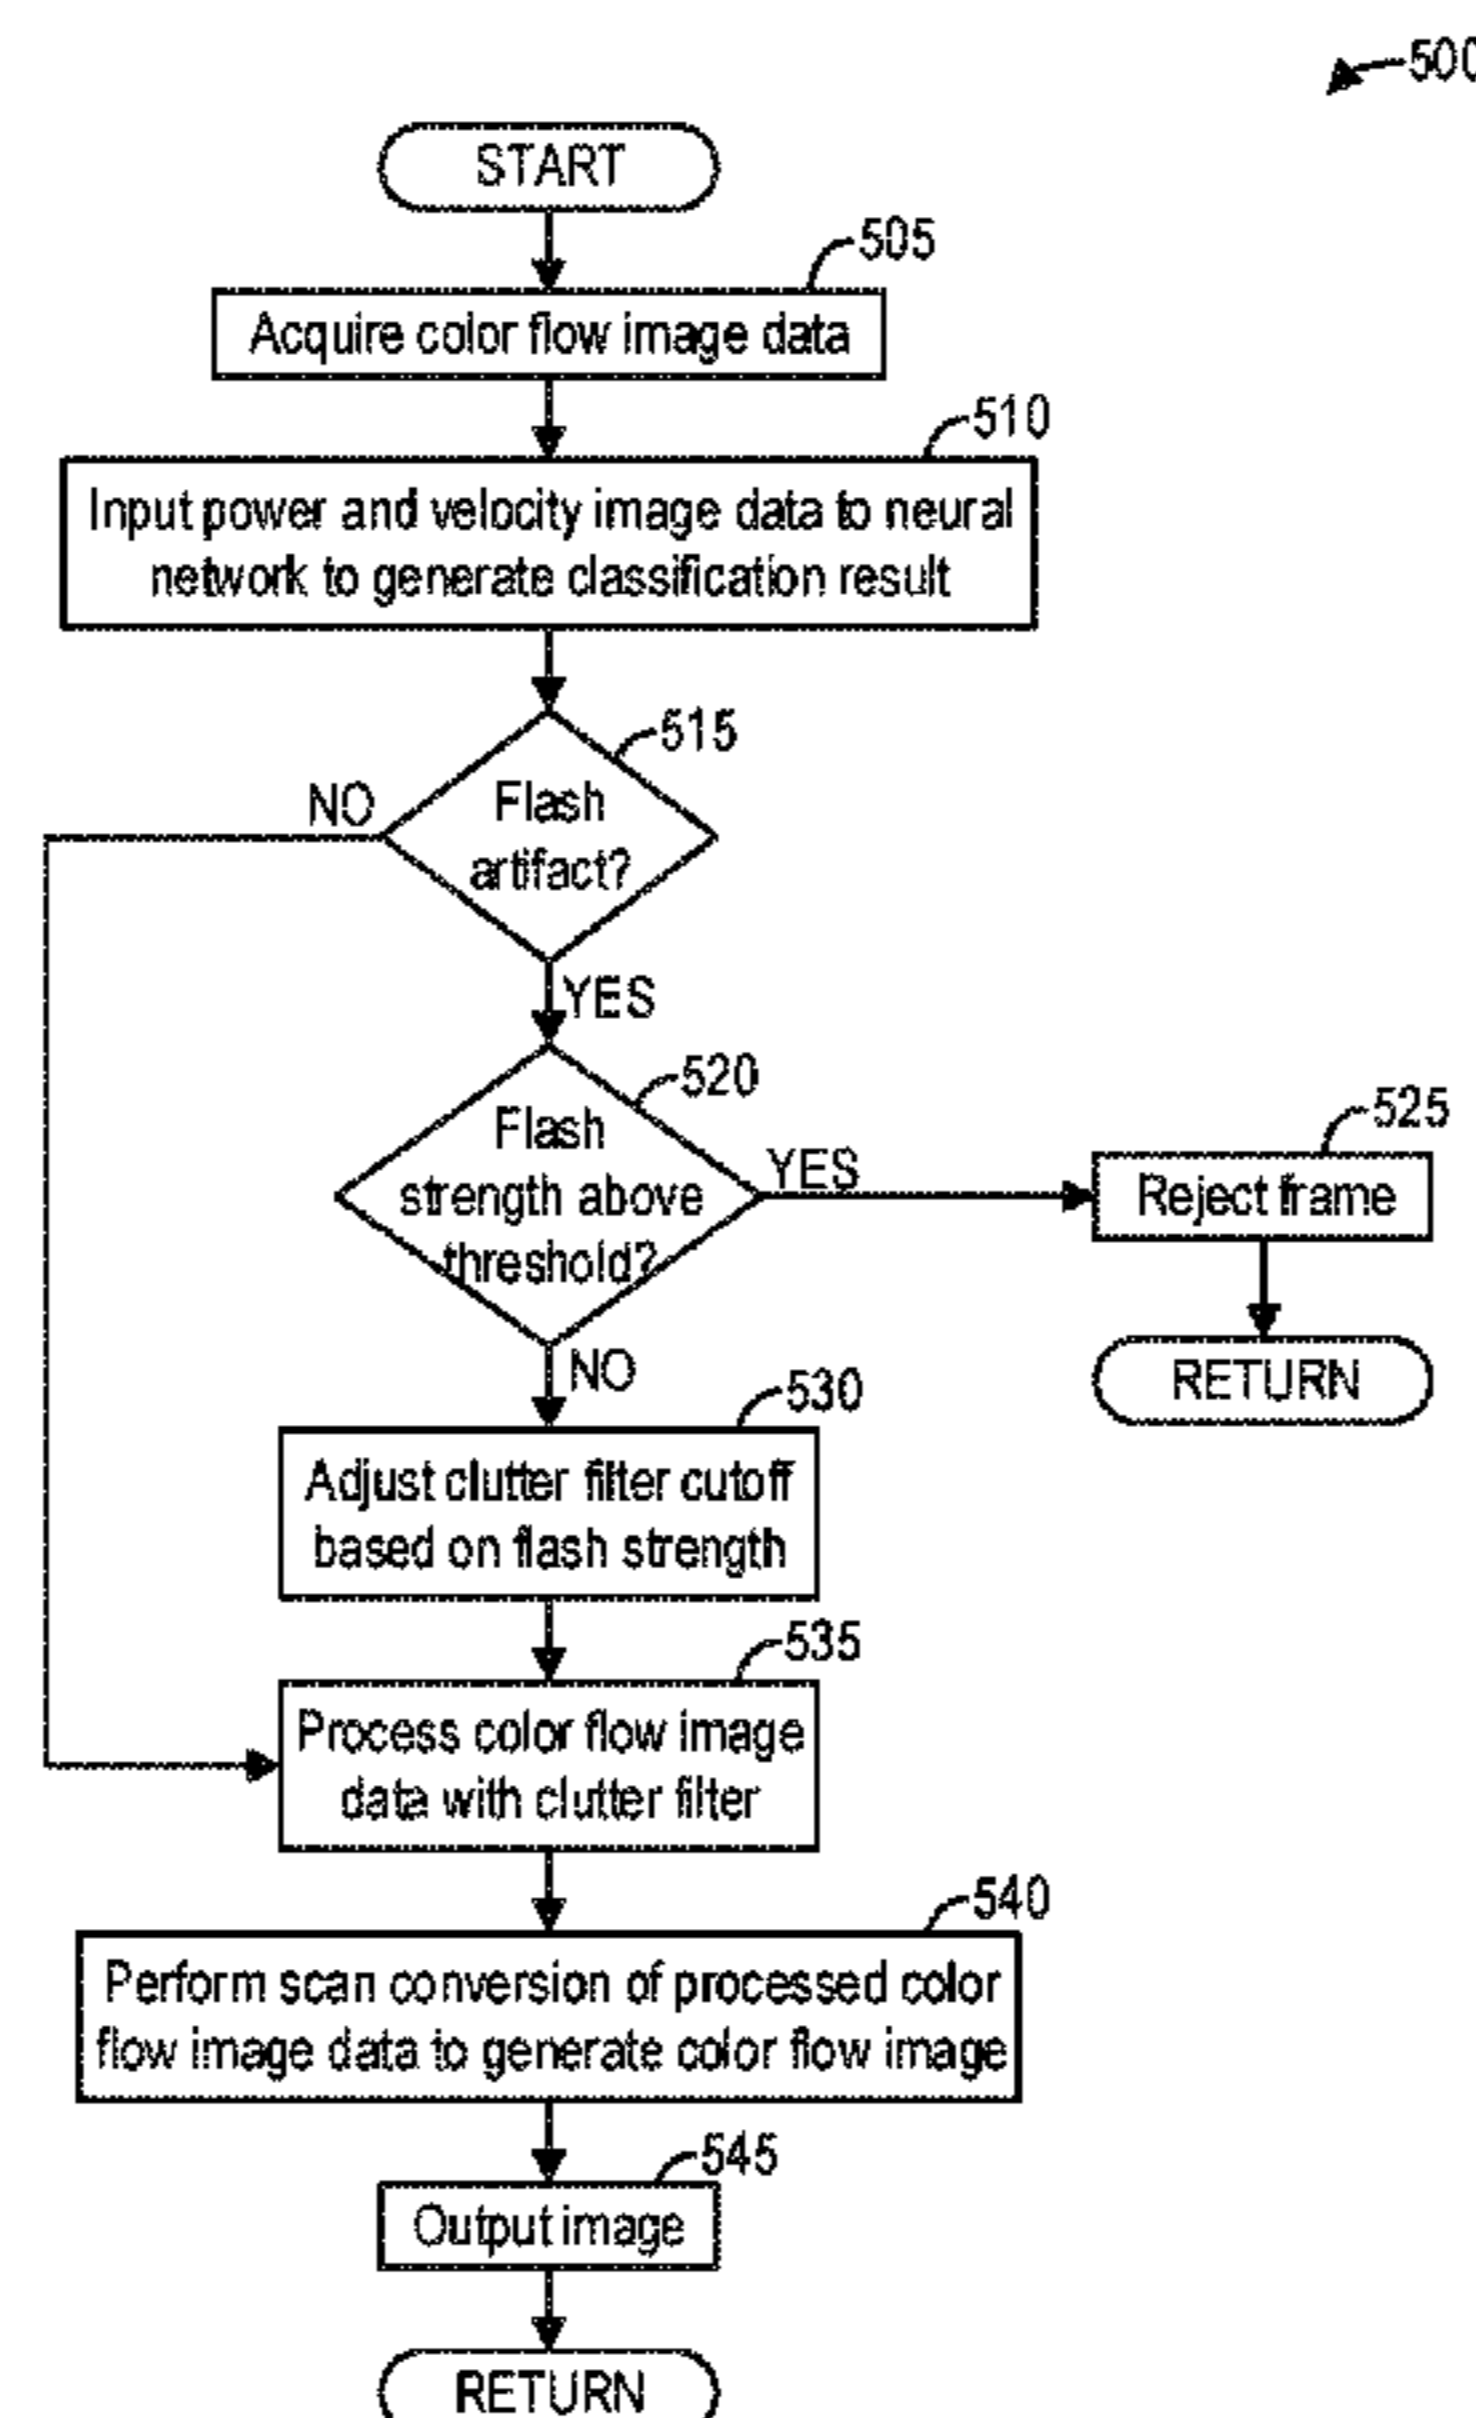 500
START
505
Acquire color flow image data
510
Input power and velocity image data to neural
network to generate classification result
515
NO
Flash
artifact?
YES
520
Flash
strength above
threshold?
YES
525
Reject frame
RETURN
NO
530
Adjust clutter filter cutoff
based on flash strength
535
Process color flow image
data with clutter filter
540
Perform scan conversion of processed color
flow image data to generate color flow image
545
Output image
RETURN